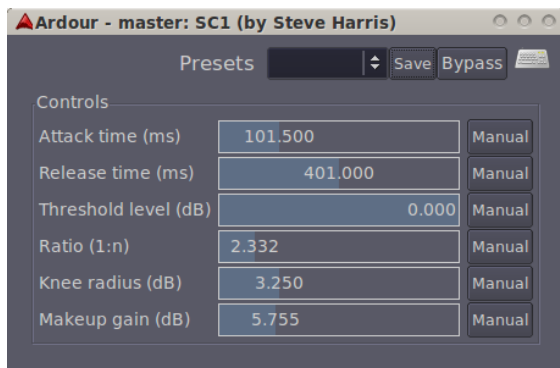 Ardour - master: SC1 (by Steve Harris)
Presets Save Bypass
Controls
Attack time (ms) 101.500 Manual
Release time (ms) 401.000 Manual
Threshold level (dB) 0.000 Manual
Ratio (1:n) 2.332 Manual
Knee radius (dB) 3.250 Manual
Makeup gain (dB) 5.755 Manual